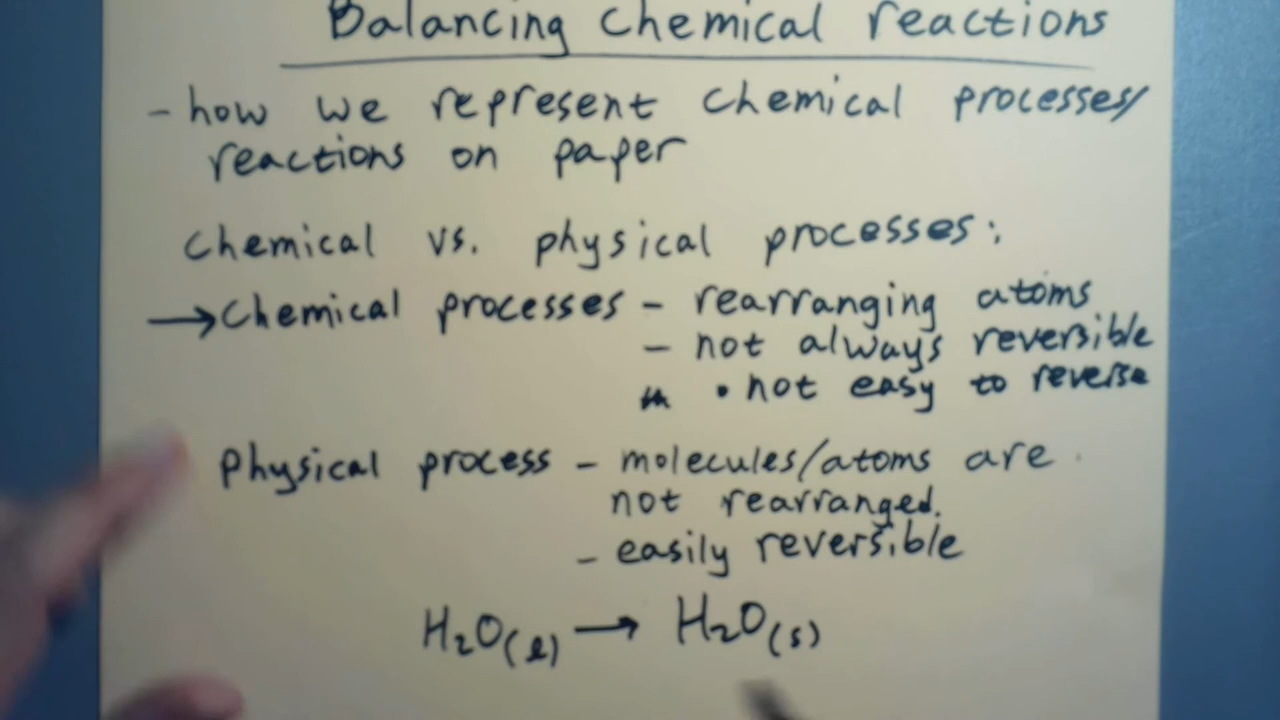 Balancing Chemical reactions
- how we represent chemical processes/
reactions on paper
Chemical vs. physical processes:
→ Chemical processes - rearranging atoms
- not always reversible
• not easy to reverse
Physical process - molecules/atoms are
not rearranged.
- easily reversible
H₂O(l) → H₂O(s)